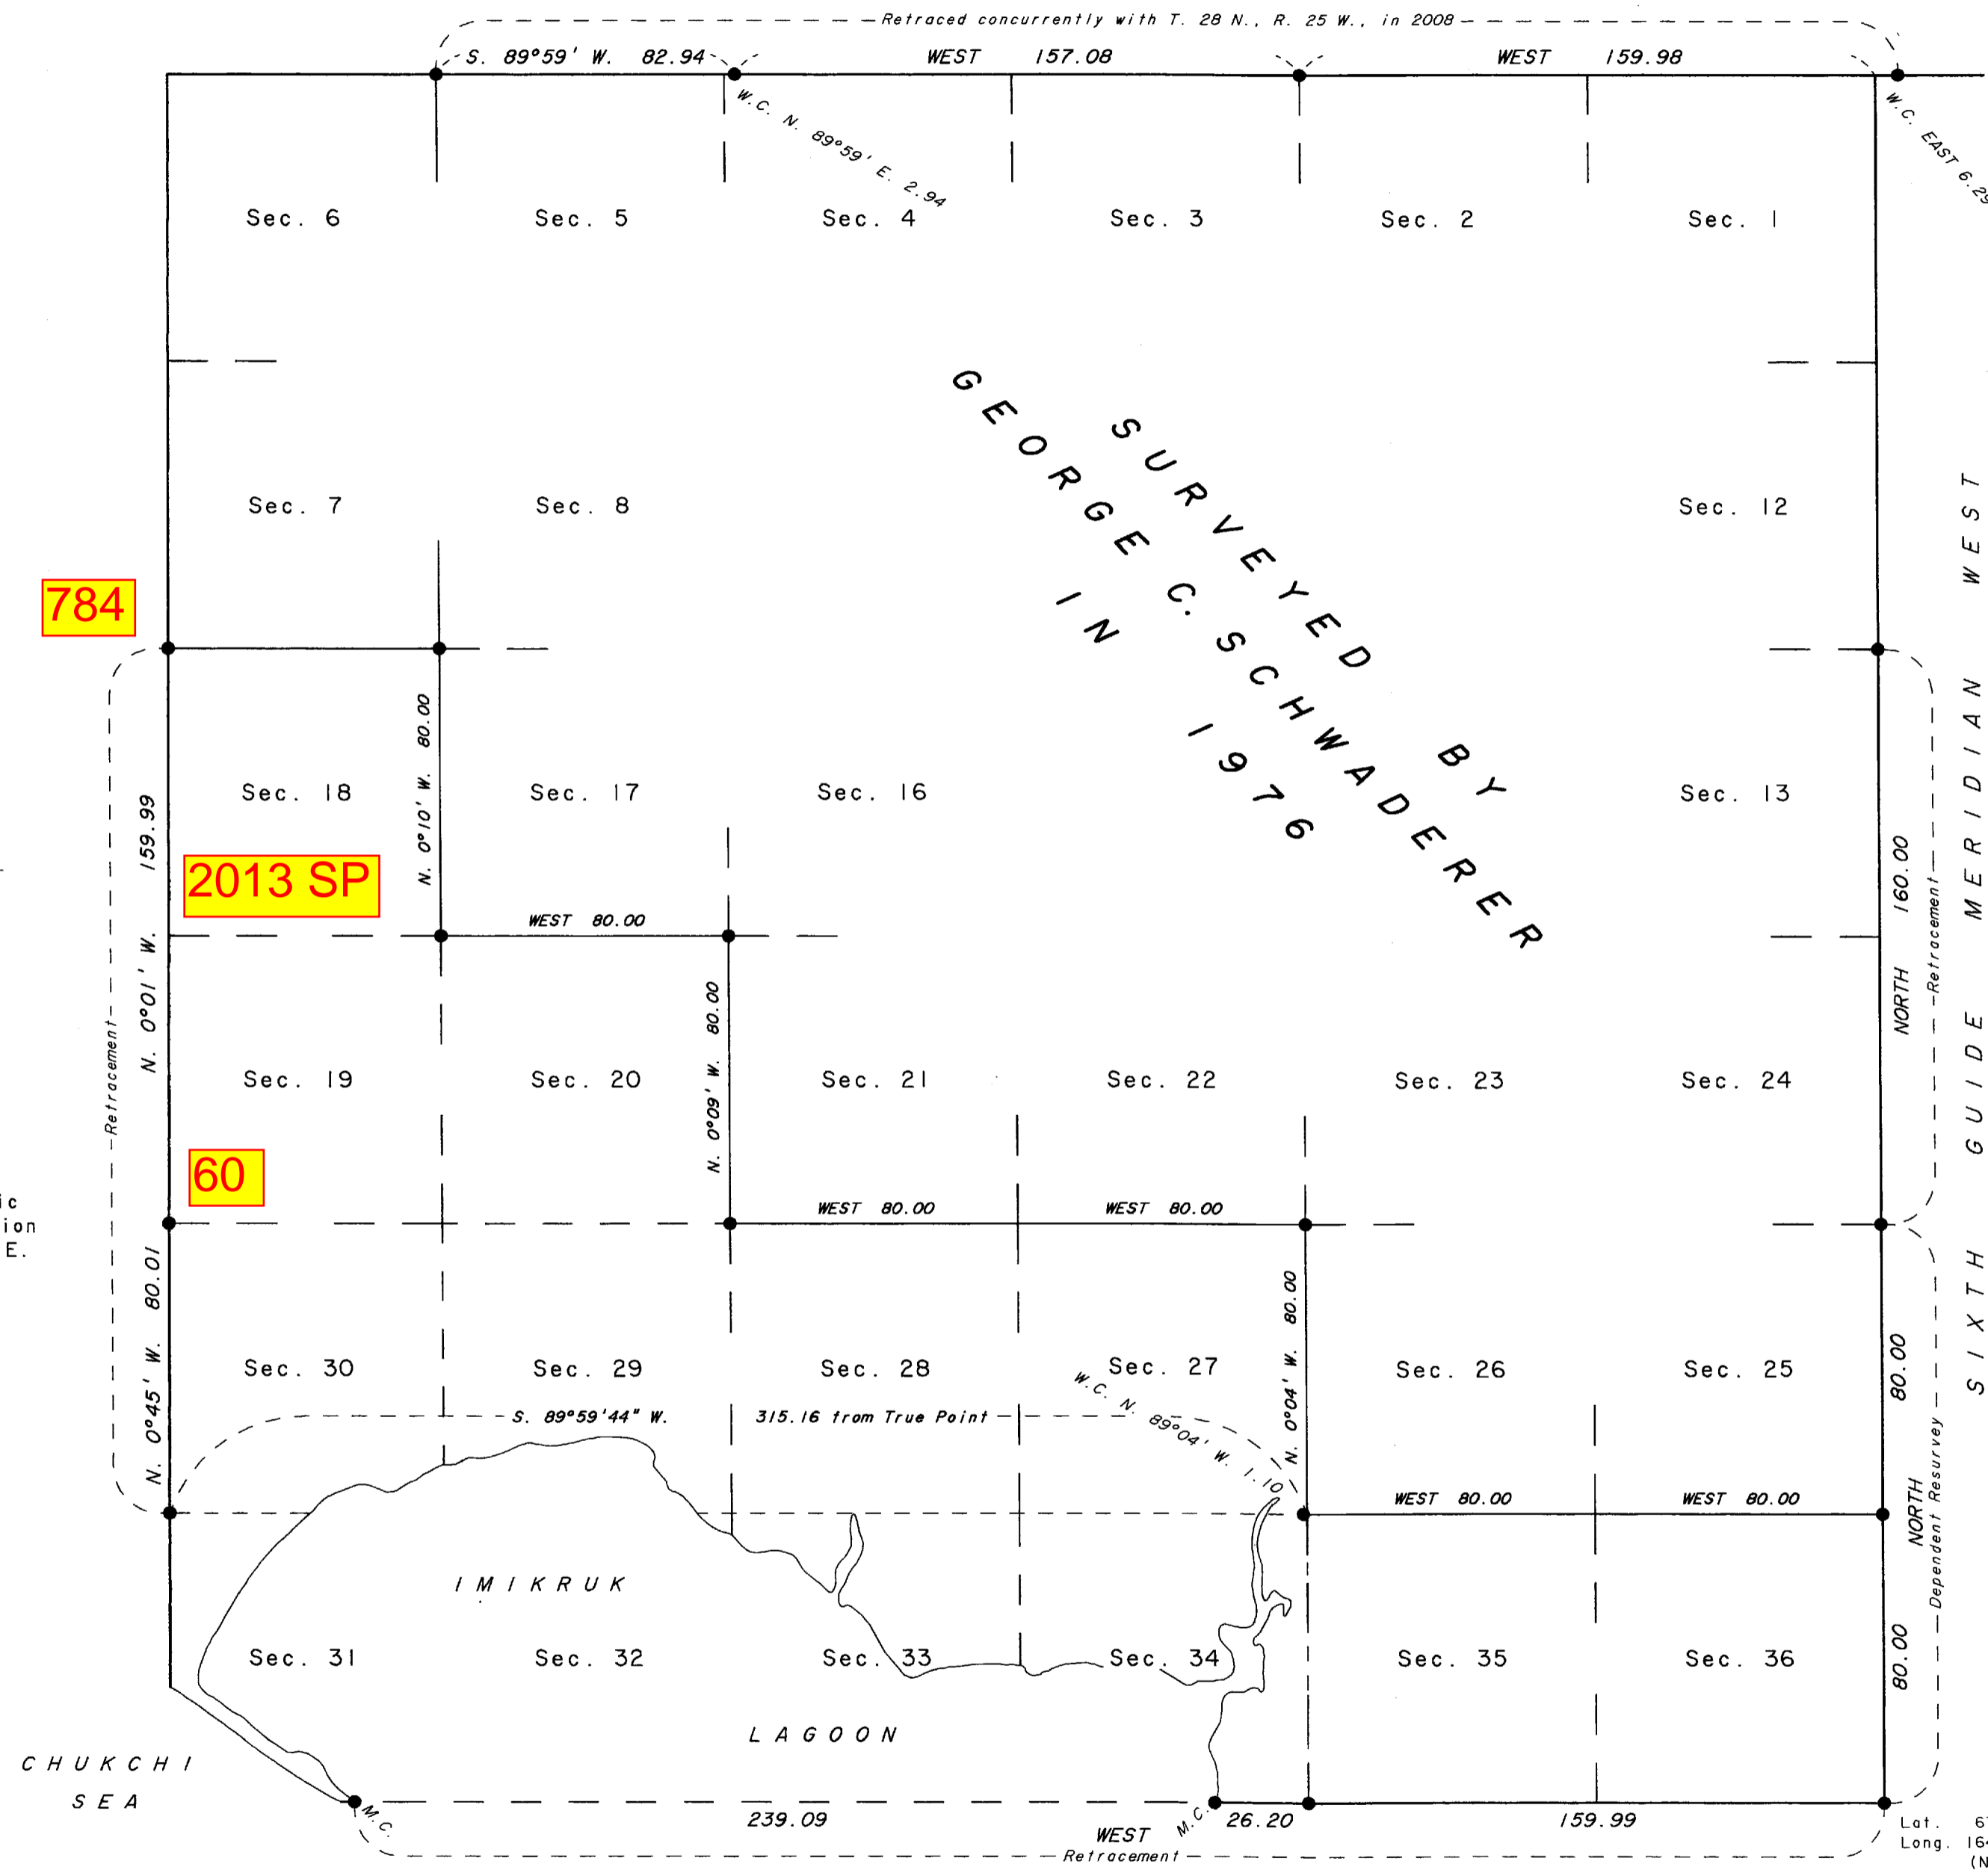 Retraced concurrently with T. 28 N., R. 25 W., in 2008
S. 89°59' W. 82.94
WEST 157.08
WEST 159.98
W.C. N. 89°59' E. 2.94
W.C. EAST 6.29
Sec. 6
Sec. 5
Sec. 4
Sec. 3
Sec. 2
Sec. 1
SURVEYED BY
GEORGE C. SCHWADERER
IN 1976
Sec. 7
Sec. 8
Sec. 12
784
N. 0°10' W. 80.00
Sec. 18
Sec. 17
Sec. 16
Sec. 13
N. 0°01' W. 159.99
2013 SP
WEST 80.00
NORTH 160.00
Retracement
SIXTH GUIDE MERIDIAN WEST
Retracement
N. 0°09' W. 80.00
Sec. 19
Sec. 20
Sec. 21
Sec. 22
Sec. 23
Sec. 24
60
ic
ion
E.
WEST 80.00
WEST 80.00
N. 0°45' W. 80.01
N. 0°04' W. 80.00
Sec. 30
Sec. 29
Sec. 28
Sec. 27
Sec. 26
Sec. 25
80.00
S. 89°59'44" W. 315.16 from True Point
W.C. N. 89°04' W. 1.10
WEST 80.00
WEST 80.00
NORTH
Dependent Resurvey
IMIKRUK
Sec. 31
Sec. 32
Sec. 33
Sec. 34
Sec. 35
Sec. 36
80.00
LAGOON
CHUKCHI
SEA
M.C.
239.09
M.C.
26.20
159.99
WEST
Retracement
Lat.
Long. 164
(N